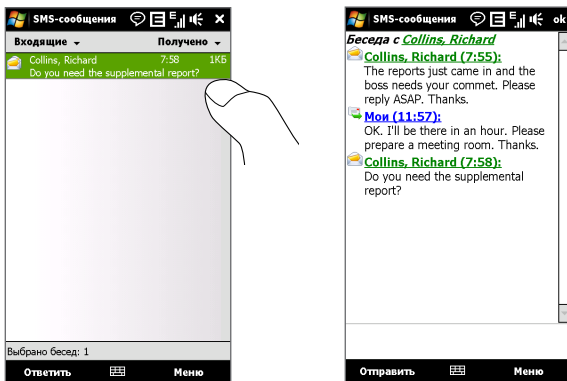 SMS-сообщения
Входящие
Получено
Collins, Richard 7:58 1КБ
Do you need the supplemental report?
Выбрано бесед: 1
Ответить Меню
SMS-сообщения ok
Беседа с Collins, Richard
Collins, Richard (7:55):
The reports just came in and the
boss needs your commet. Please
reply ASAP. Thanks.
Мои (11:57):
OK. I'll be there in an hour. Please
prepare a meeting room. Thanks.
Collins, Richard (7:58):
Do you need the supplemental
report?
Отправить Меню